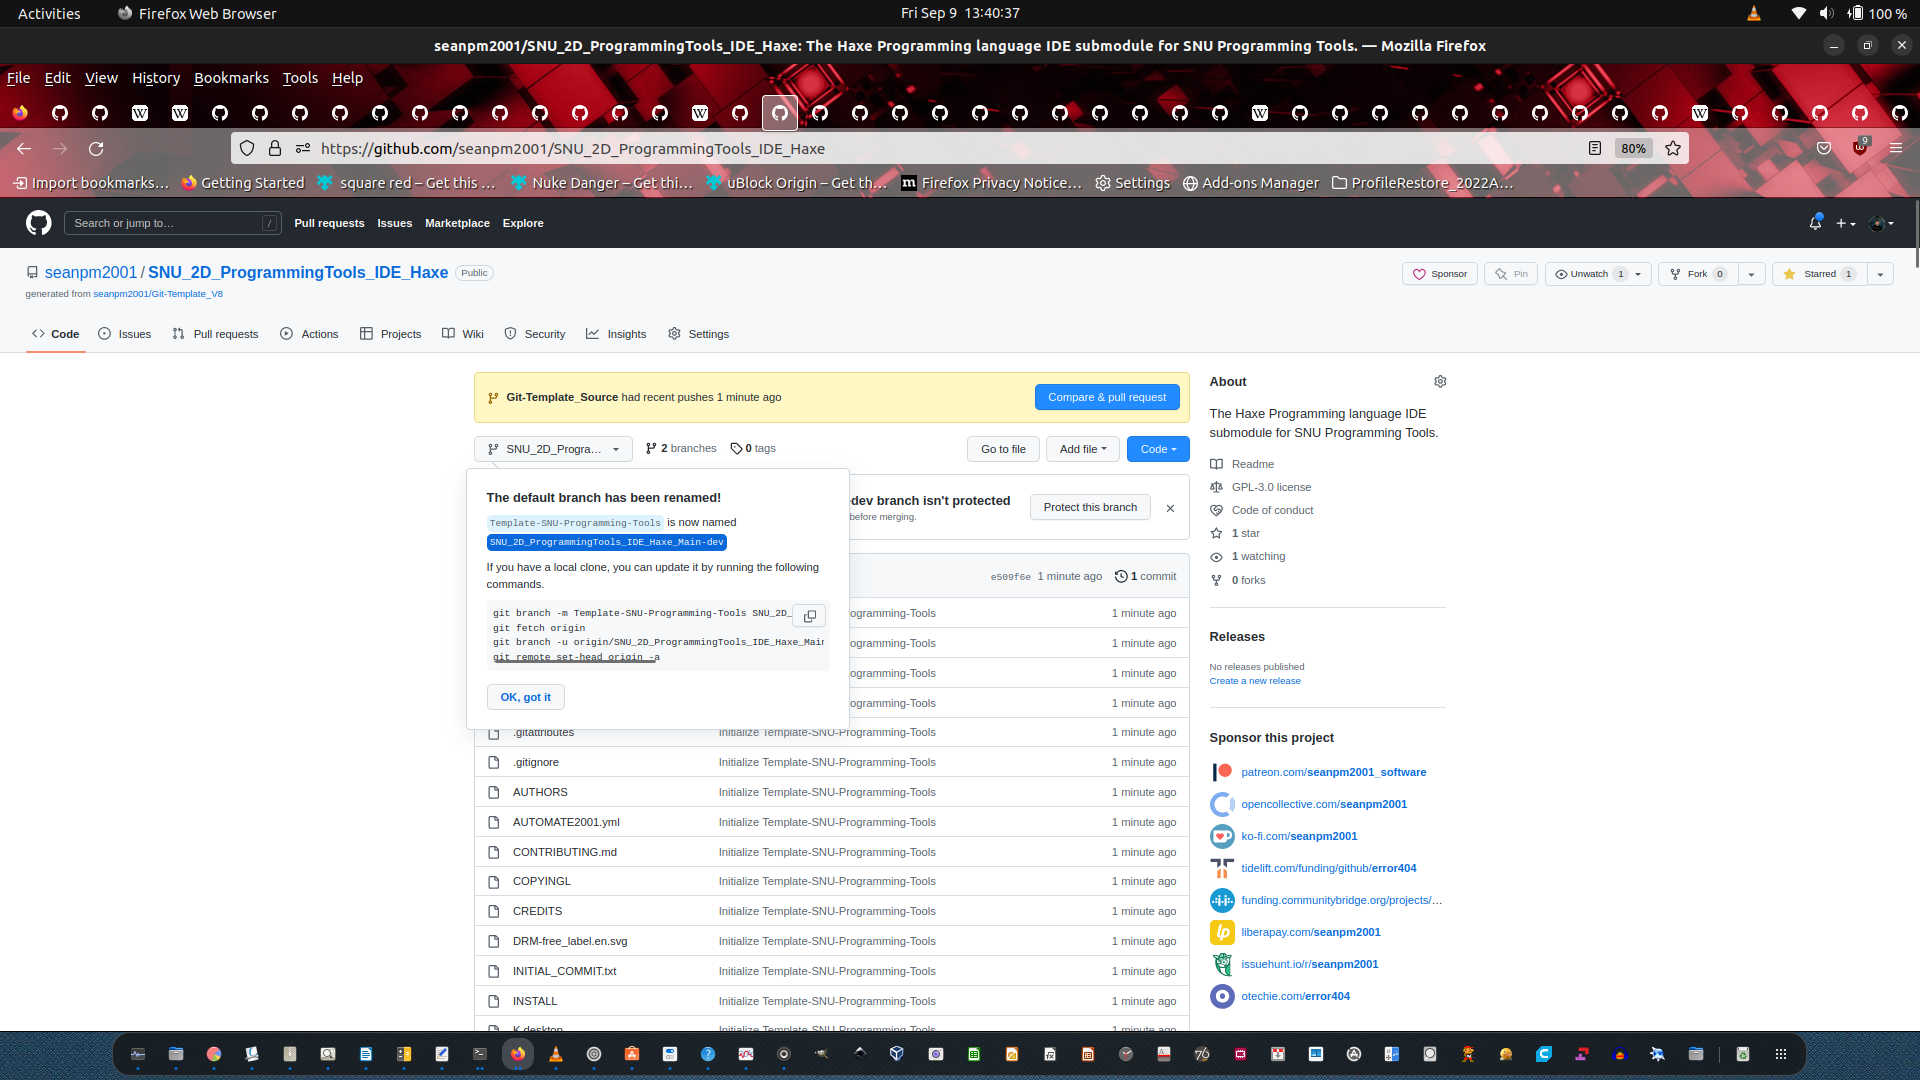 Activities
Firefox Web Browser
Fri Sep 9 13:40:37
100 %
seanpm2001/SNU_2D_ProgrammingTools_IDE_Haxe: The Haxe Programming language IDE submodule for SNU Programming Tools. — Mozilla Firefox
File Edit View History Bookmarks Tools Help
https://github.com/seanpm2001/SNU_2D_ProgrammingTools_IDE_Haxe
80%
9
Import bookmarks…
Getting Started
square red – Get this …
Nuke Danger – Get thi…
uBlock Origin – Get th…
Firefox Privacy Notice…
Settings
Add-ons Manager
ProfileRestore_2022A…
Search or jump to…
/
Pull requests Issues Marketplace Explore
seanpm2001 / SNU_2D_ProgrammingTools_IDE_Haxe
Public
Sponsor
Pin
Unwatch 1
Fork 0
Starred 1
generated from seanpm2001/Git-Template_V8
Code
Issues
Pull requests
Actions
Projects
Wiki
Security
Insights
Settings
Git-Template_Source had recent pushes 1 minute ago
Compare & pull request
SNU_2D_Progra…
2 branches
0 tags
Go to file
Add file
Code
The default branch has been renamed!
Template-SNU-Programming-Tools is now named
SNU_2D_ProgrammingTools_IDE_Haxe_Main-dev
If you have a local clone, you can update it by running the following
commands.
git branch -m Template-SNU-Programming-Tools SNU_2D_
git fetch origin
git branch -u origin/SNU_2D_ProgrammingTools_IDE_Haxe_Main
git remote set-head origin -a
OK, got it
-dev branch isn't protected
before merging.
Protect this branch
e509f6e 1 minute ago
1 commit
ogramming-Tools 1 minute ago
ogramming-Tools 1 minute ago
ogramming-Tools 1 minute ago
ogramming-Tools 1 minute ago
.gitattributes Initialize Template-SNU-Programming-Tools 1 minute ago
.gitignore Initialize Template-SNU-Programming-Tools 1 minute ago
AUTHORS Initialize Template-SNU-Programming-Tools 1 minute ago
AUTOMATE2001.yml Initialize Template-SNU-Programming-Tools 1 minute ago
CONTRIBUTING.md Initialize Template-SNU-Programming-Tools 1 minute ago
COPYINGL Initialize Template-SNU-Programming-Tools 1 minute ago
CREDITS Initialize Template-SNU-Programming-Tools 1 minute ago
DRM-free_label.en.svg Initialize Template-SNU-Programming-Tools 1 minute ago
INITIAL_COMMIT.txt Initialize Template-SNU-Programming-Tools 1 minute ago
INSTALL Initialize Template-SNU-Programming-Tools 1 minute ago
K.desktop Initialize Template-SNU-Programming-Tools 1 minute ago
About
The Haxe Programming language IDE
submodule for SNU Programming Tools.
Readme
GPL-3.0 license
Code of conduct
1 star
1 watching
0 forks
Releases
No releases published
Create a new release
Sponsor this project
patreon.com/seanpm2001_software
opencollective.com/seanpm2001
ko-fi.com/seanpm2001
tidelift.com/funding/github/error404
funding.communitybridge.org/projects/…
liberapay.com/seanpm2001
issuehunt.io/r/seanpm2001
otechie.com/error404